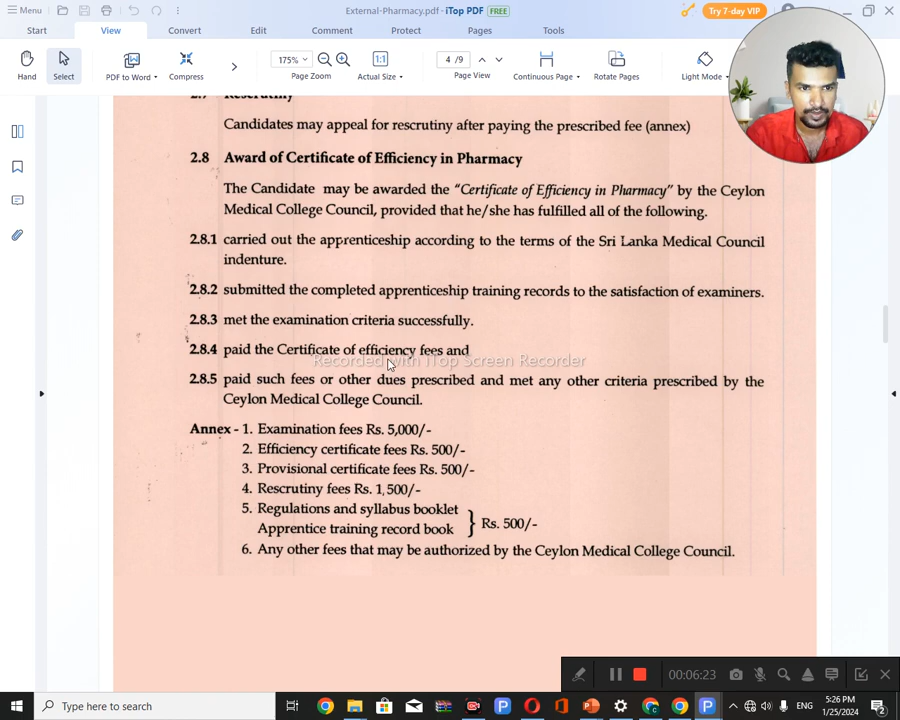 Menu
External-Pharmacy.pdf - iTop PDF FREE
Try 7-day VIP
Start View Convert Edit Comment Protect Pages Tools
Hand Select PDF to Word Compress 175% Page Zoom 1:1 Actual Size 4 /9 Page View Continuous Page Rotate Pages Light Mode
2.7 Rescrutiny
Candidates may appeal for rescrutiny after paying the prescribed fee (annex)
2.8 Award of Certificate of Efficiency in Pharmacy
The Candidate may be awarded the “Certificate of Efficiency in Pharmacy” by the Ceylon
Medical College Council, provided that he/she has fulfilled all of the following.
2.8.1 carried out the apprenticeship according to the terms of the Sri Lanka Medical Council
indenture.
2.8.2 submitted the completed apprenticeship training records to the satisfaction of examiners.
2.8.3 met the examination criteria successfully.
2.8.4 paid the Certificate of efficiency fees and
Recorded with iTop Screen Recorder
2.8.5 paid such fees or other dues prescribed and met any other criteria prescribed by the
Ceylon Medical College Council.
Annex - 1. Examination fees Rs. 5,000/-
2. Efficiency certificate fees Rs. 500/-
3. Provisional certificate fees Rs. 500/-
4. Rescrutiny fees Rs. 1,500/-
5. Regulations and syllabus booklet
Apprentice training record book } Rs. 500/-
6. Any other fees that may be authorized by the Ceylon Medical College Council.
00:06:23
Type here to search
ENG
5:26 PM
1/25/2024
2